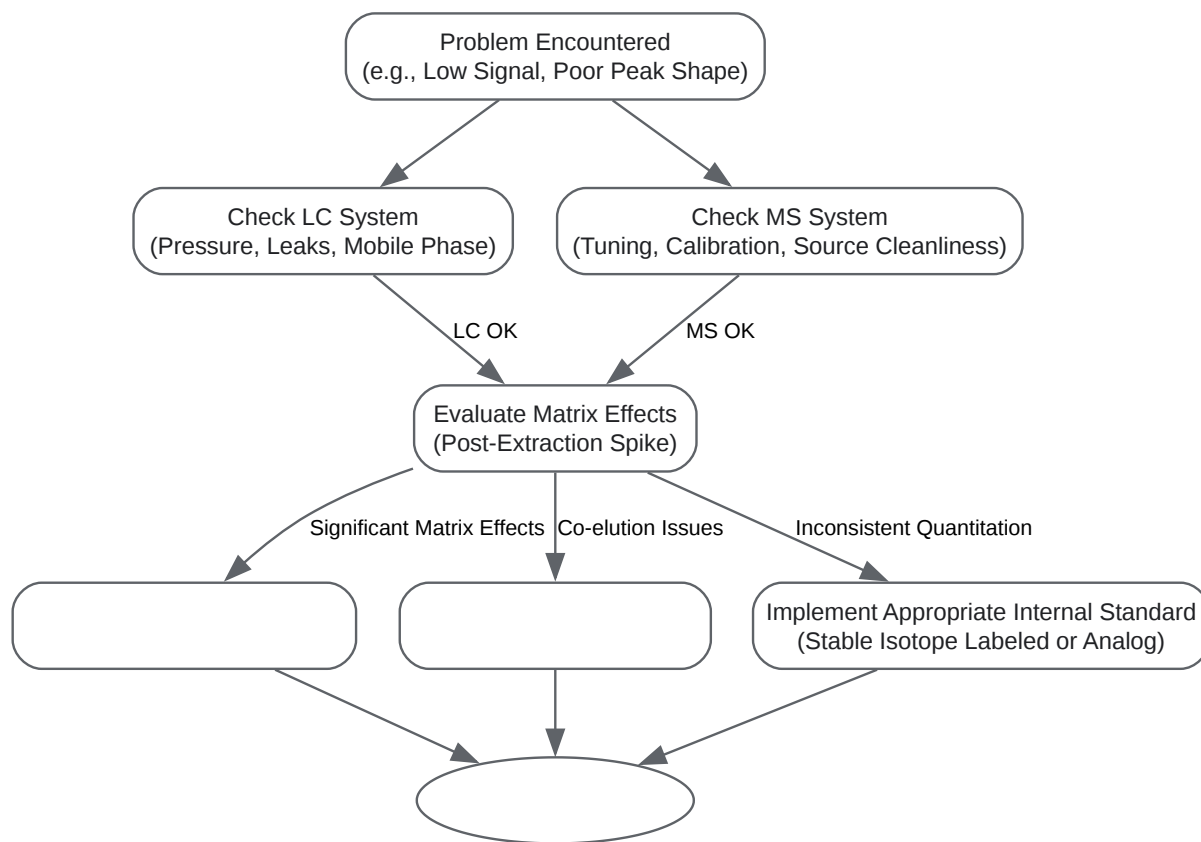 Problem Encountered
(e.g., Low Signal, Poor Peak Shape)
Check LC System
(Pressure, Leaks, Mobile Phase)
Check MS System
(Tuning, Calibration, Source Cleanliness)
LC OK
MS OK
Evaluate Matrix Effects
(Post-Extraction Spike)
Significant Matrix Effects
Co-elution Issues
Inconsistent Quantitation
Implement Appropriate Internal Standard
(Stable Isotope Labeled or Analog)